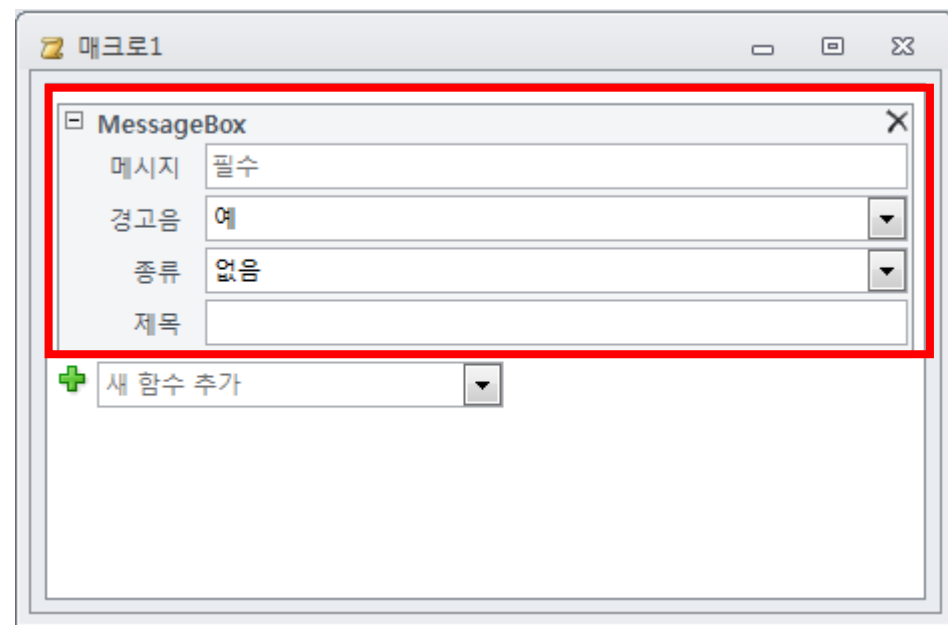 매크로1
MessageBox
메시지 필수
경고음 예
종류 없음
제목
새 함수 추가